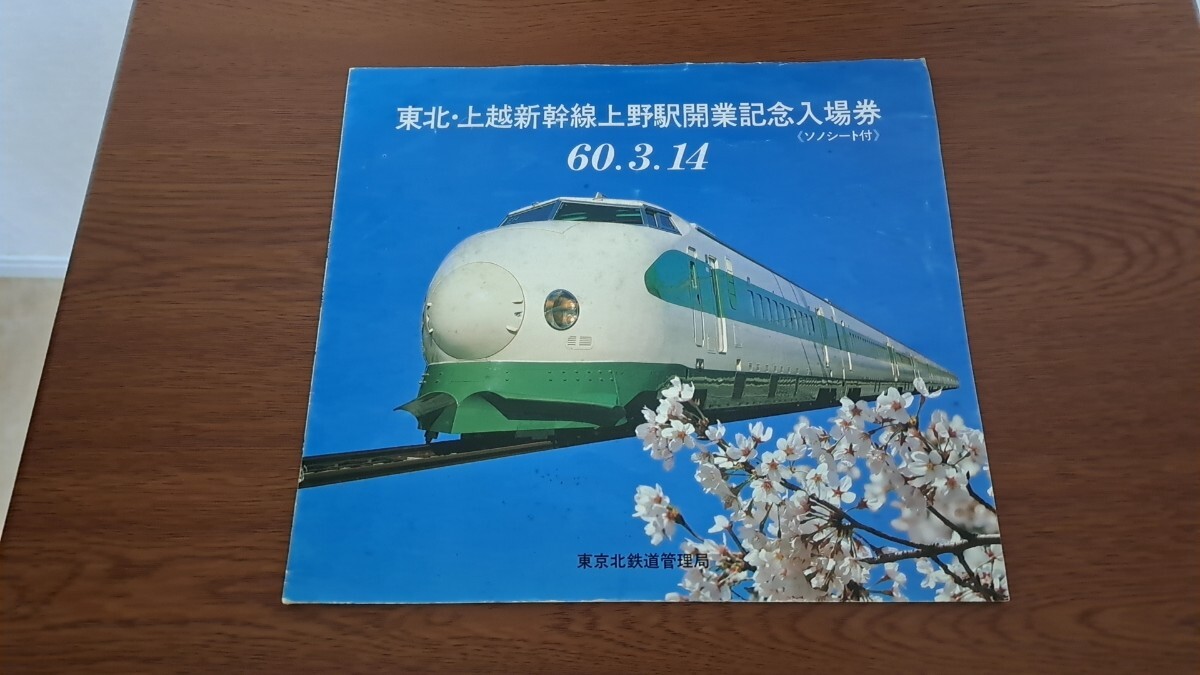 東北・上越新幹線上野駅開業記念入場券
《ソノシート付》
60.3.14
東京北鉄道管理局